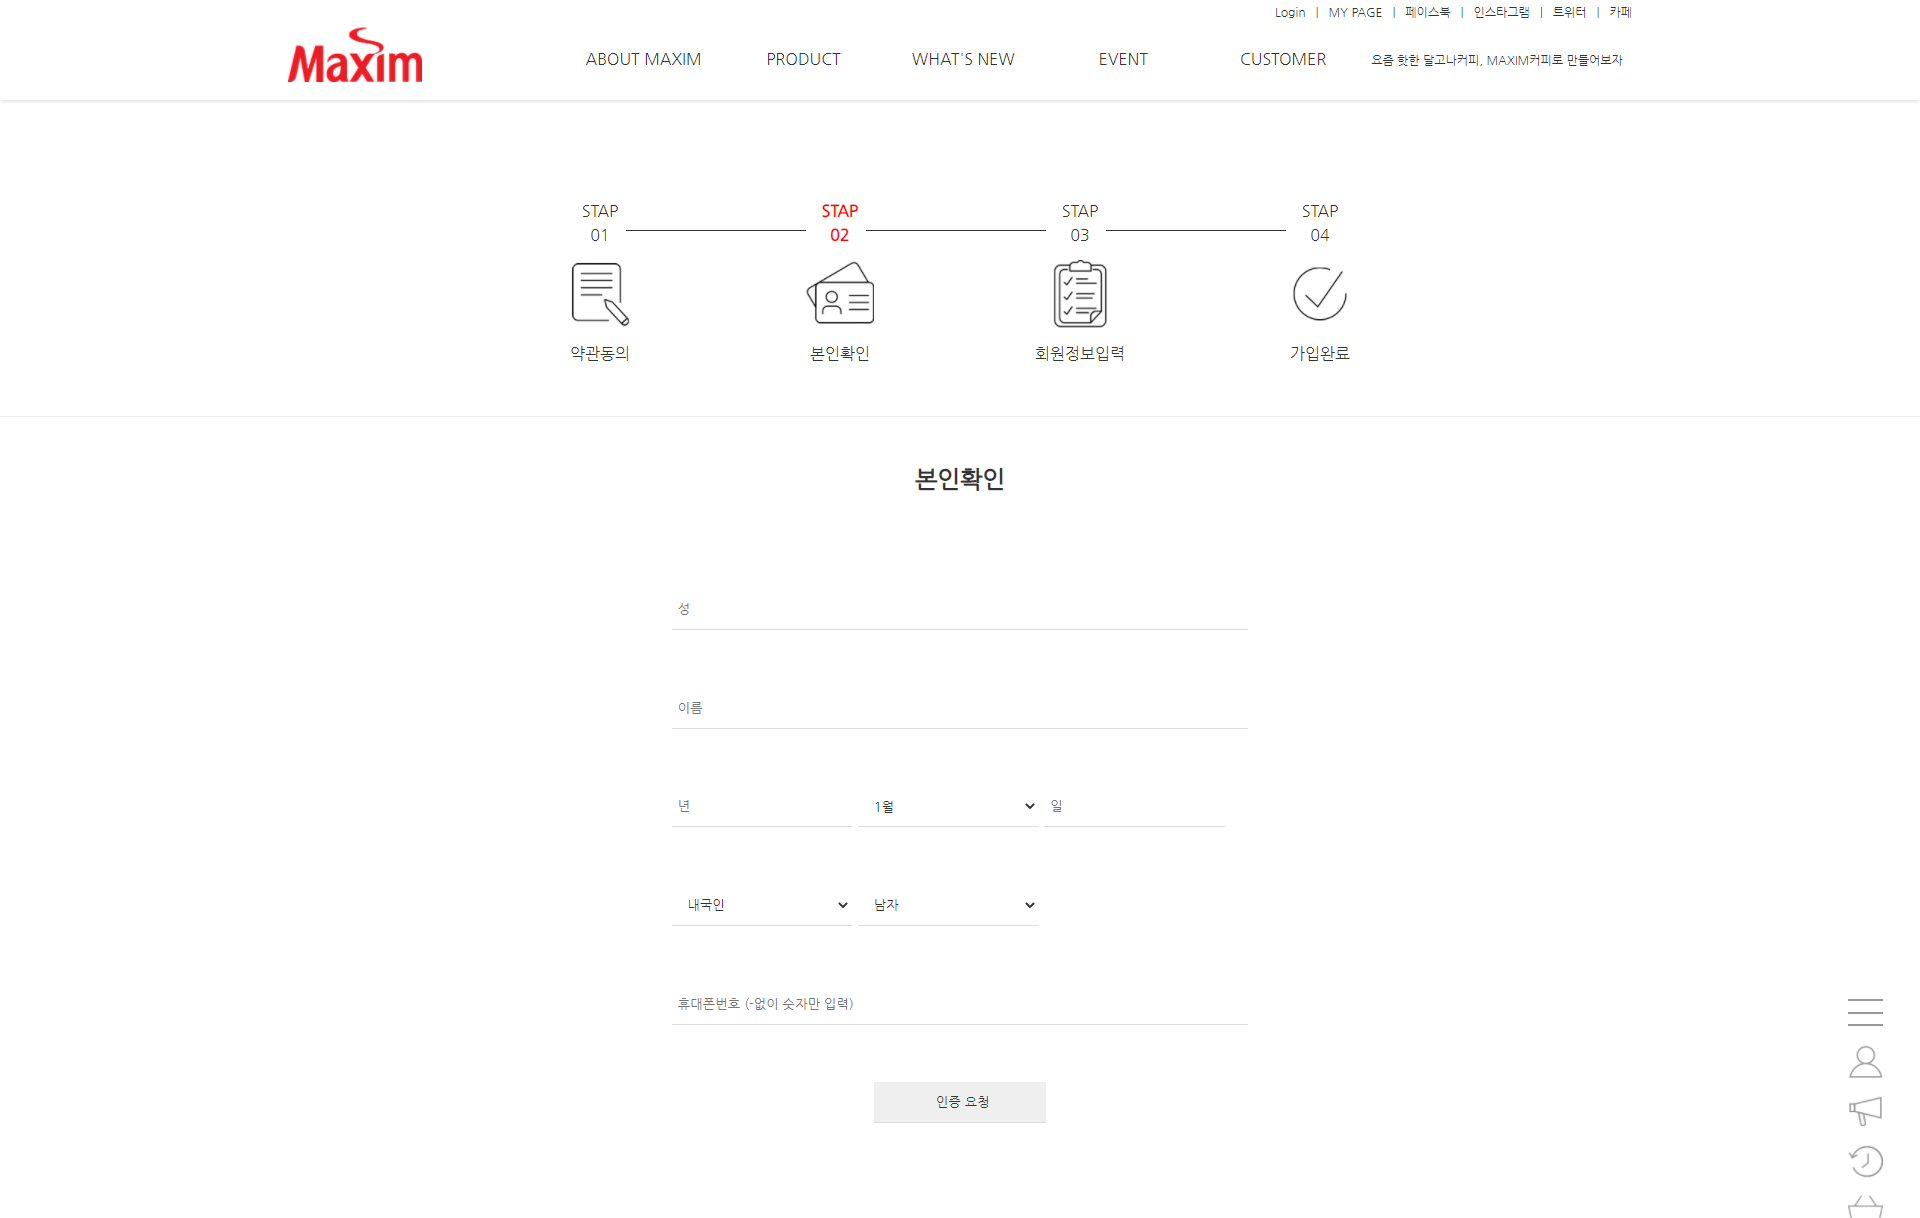 Login | MY PAGE | 페이스북 | 인스타그램 | 트위터 | 카페
Maxim
ABOUT MAXIM PRODUCT WHAT'S NEW EVENT CUSTOMER 요즘 핫한 달고나커피, MAXIM커피로 만들어보자
STAP STAP STAP STAP
01 02 03 04
약관동의 본인확인 회원정보입력 가입완료
본인확인
성
이름
년 1월 일
내국인 남자
휴대폰번호 (-없이 숫자만 입력)
인증 요청